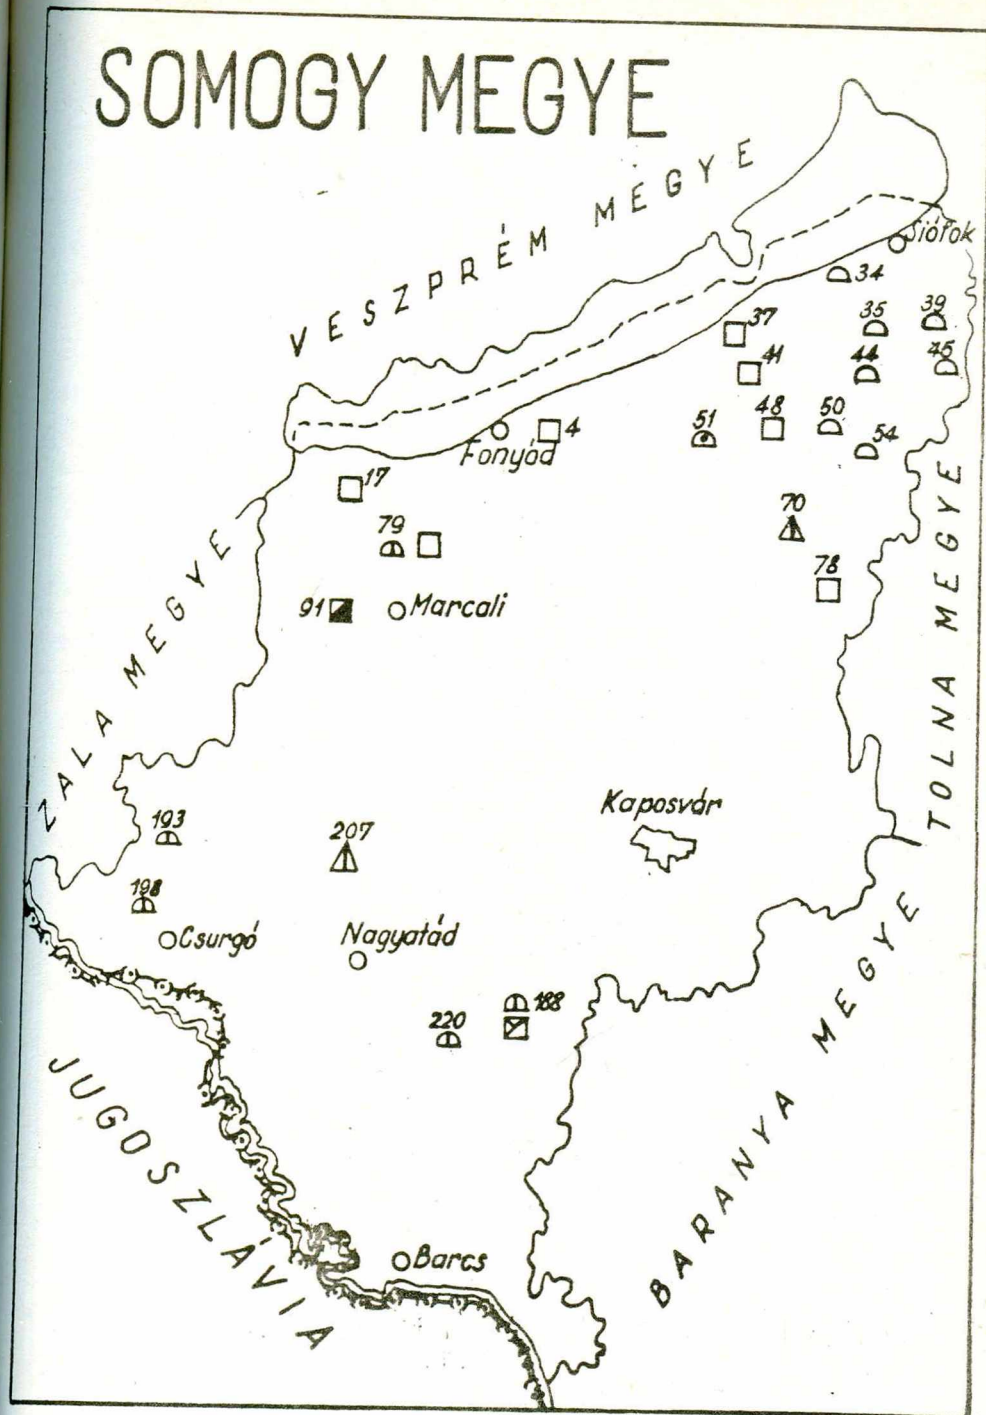 SOMOGY MEGYE
VESZPRÉM MEGYE
Siófok
34
37
35
39
41
44
45
4
51
48
50
54
Fonyód
17
79
70
78
91
Marcali
ZALA MEGYE
TOLNA MEGYE
Kaposvár
193
207
198
Csurgó
Nagyatád
188
220
BARANYA MEGYE
JUGOSZLÁVIA
Barcs